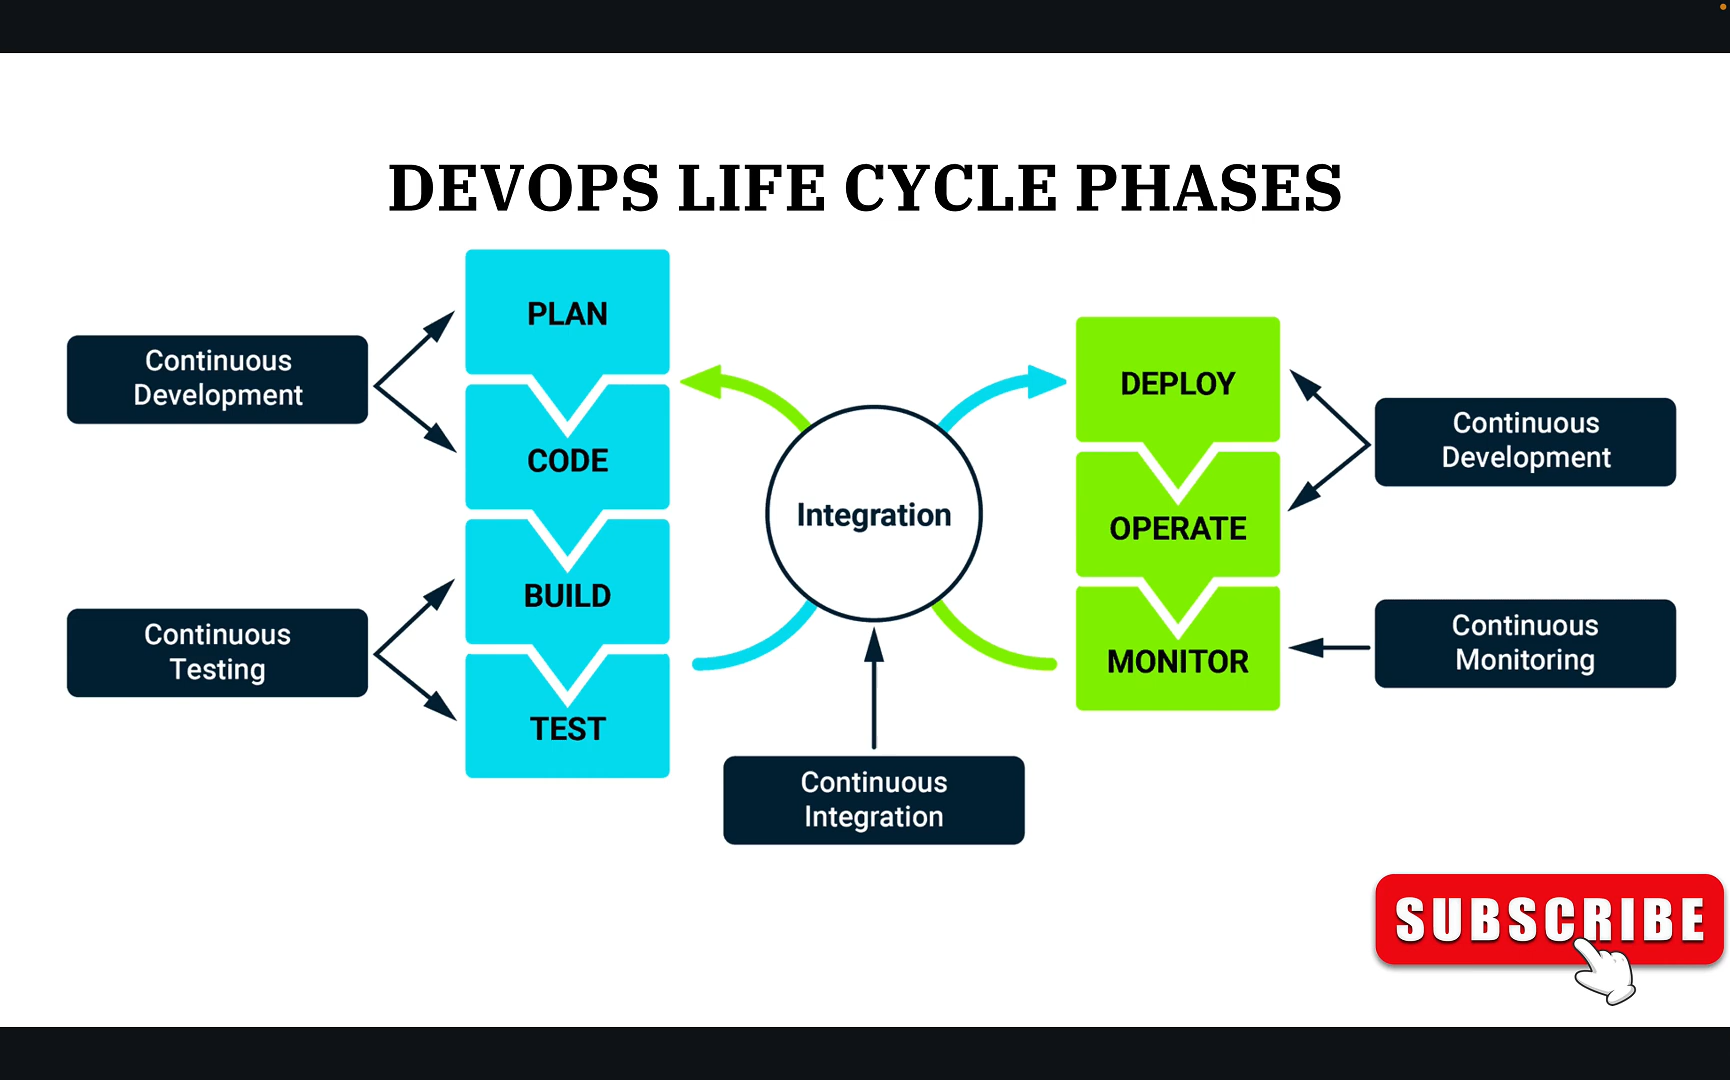 DEVOPS LIFE CYCLE PHASES
Continuous
Development
Continuous
Testing
PLAN
CODE
BUILD
TEST
Integration
Continuous
Integration
DEPLOY
OPERATE
MONITOR
Continuous
Development
Continuous
Monitoring
SUBSCRIBE